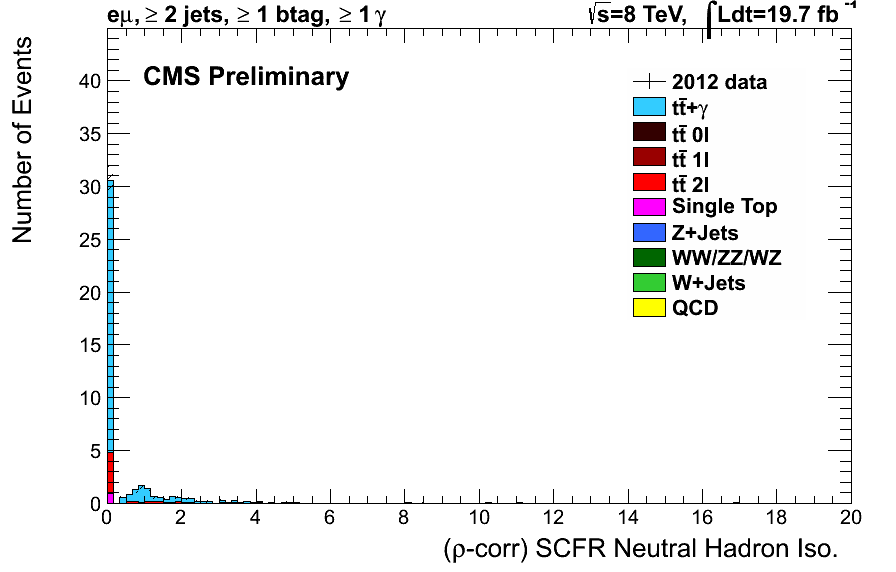 eμ, ≥ 2 jets, ≥ 1 btag, ≥ 1 γ
√s=8 TeV, ∫Ldt=19.7 fb⁻¹
CMS Preliminary
Number of Events
40
35
30
25
20
15
10
5
0
2012 data
tt̄+γ
tt̄ 0l
tt̄ 1l
tt̄ 2l
Single Top
Z+Jets
WW/ZZ/WZ
W+Jets
QCD
0 2 4 6 8 10 12 14 16 18 20
(ρ-corr) SCFR Neutral Hadron Iso.